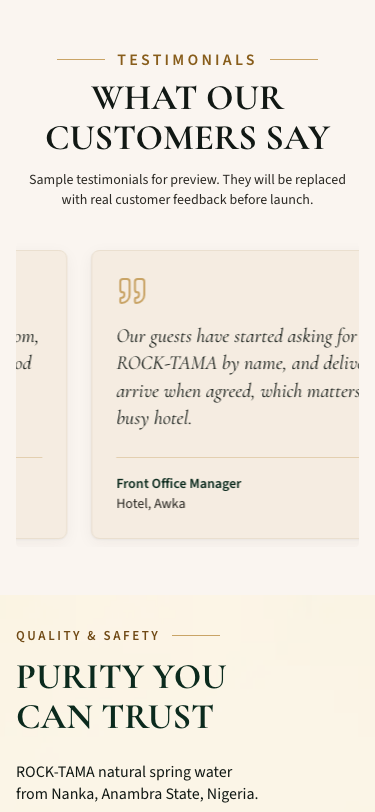 TESTIMONIALS
WHAT OUR
CUSTOMERS SAY
Sample testimonials for preview. They will be replaced
with real customer feedback before launch.
Our guests have started asking for
ROCK-TAMA by name, and
arrive when agreed, which matters
busy hotel.
Front Office Manager
Hotel, Awka
QUALITY & SAFETY
PURITY YOU
CAN TRUST
ROCK-TAMA natural spring water
from Nanka, Anambra State, Nigeria.